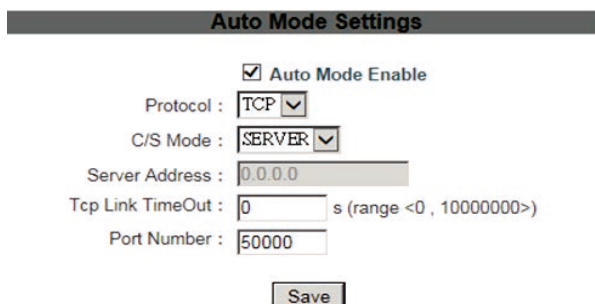 Auto Mode Settings
Auto Mode Enable
Protocol : TCP
C/S Mode : SERVER
Server Address : 0.0.0.0
Tcp Link TimeOut : 0 s (range <0 , 10000000>)
Port Number : 50000
Save